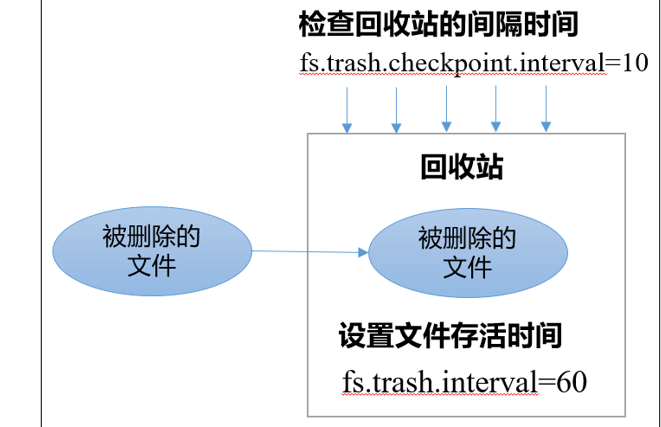 检查回收站的间隔时间
fs.trash.checkpoint.interval=10
回收站
被删除的
文件
被删除的
文件
设置文件存活时间
fs.trash.interval=60